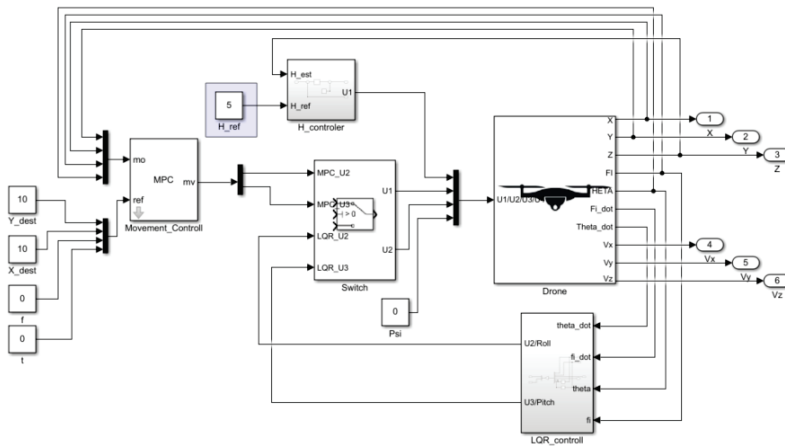 H_est
H_ref
U1
H_controler
5
H_ref
mo
MPC
mv
ref
Movement_Controll
10
Y_dest
10
X_dest
0
f
0
t
MPC_U2
MPC_U3
LQR_U2
LQR_U3
> 0
U1
U2
Switch
0
Psi
U1/U2/U3/U
X
Y
Z
FI
HETA
Fi_dot
Theta_dot
Vx
Vy
Vz
Drone
1
X
2
Y
3
Z
4
Vx
5
Vy
6
Vz
theta_dot
fi_dot
theta
fi
U2/Roll
U3/Pitch
LQR_controll